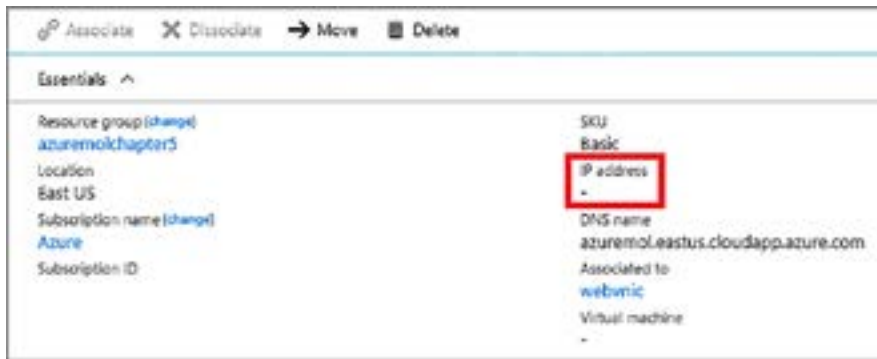 Associate Dissociate Move Delete
Essentials
Resource group (change)
azuremolchapter5
Location
East US
Subscription name (change)
Azure
Subscription ID
SKU
Basic
IP address
-
DNS name
azuremol.eastus.cloudapp.azure.com
Associated to
webvnic
Virtual machine
-